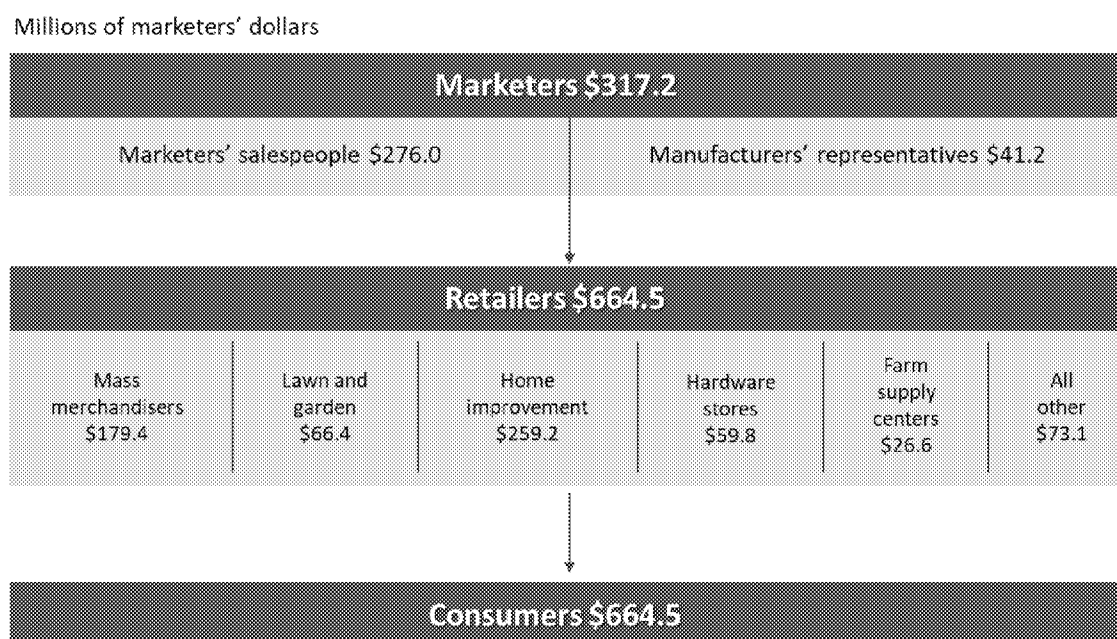 Millions of marketers' dollars
Marketers $317.2
Marketers' salespeople $276.0
Manufacturers' representatives $41.2
Retailers $664.5
Mass
merchandisers
$179.4
Lawn and
garden
$66.4
Home
improvement
$259.2
Hardware
stores
$59.8
Farm
supply
centers
$26.6
All
other
$73.1
Consumers $664.5